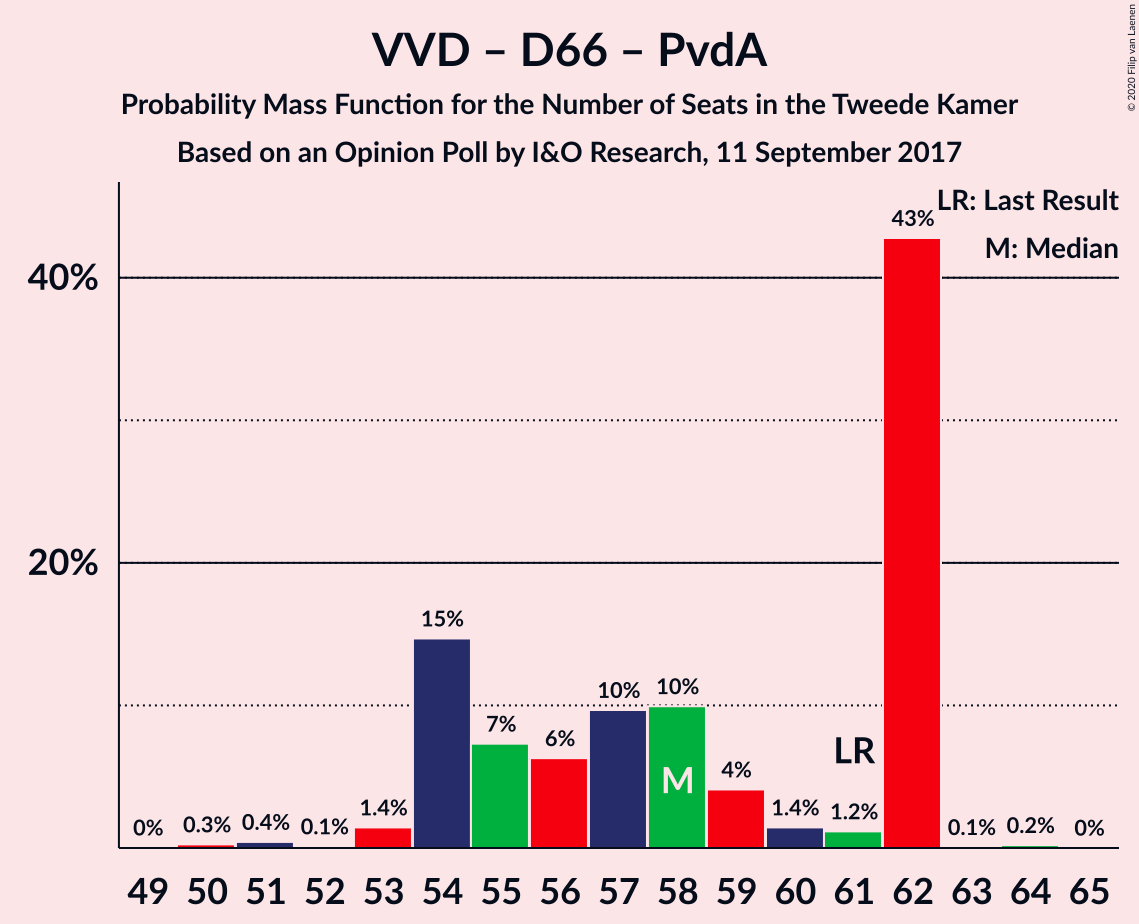 VVD – D66 – PvdA
Probability Mass Function for the Number of Seats in the Tweede Kamer
Based on an Opinion Poll by I&O Research, 11 September 2017
© 2020 Filip van Laenen
LR: Last Result
M: Median
40%
20%
0%
0.3%
0.4%
0.1%
1.4%
15%
7%
6%
10%
10%
4%
1.4%
1.2%
43%
0.1%
0.2%
0%
LR
M
49 50 51 52 53 54 55 56 57 58 59 60 61 62 63 64 65